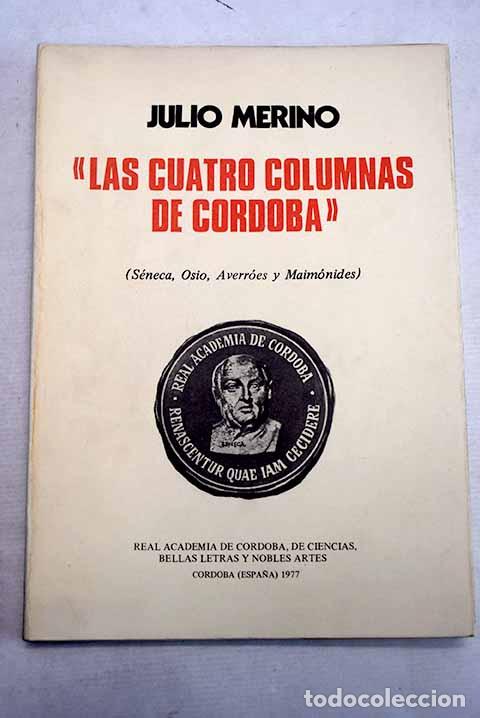 JULIO MERINO
"LAS CUATRO COLUMNAS
DE CORDOBA"
(Séneca, Osio, Averróes y Maimónides)
· REAL ACADEMIA DE CORDOBA ·
RENASCENTUR QUAE IAM CECIDERE
SENECA
REAL ACADEMIA DE CORDOBA, DE CIENCIAS,
BELLAS LETRAS Y NOBLES ARTES
CORDOBA (ESPAÑA) 1977
todocoleccion